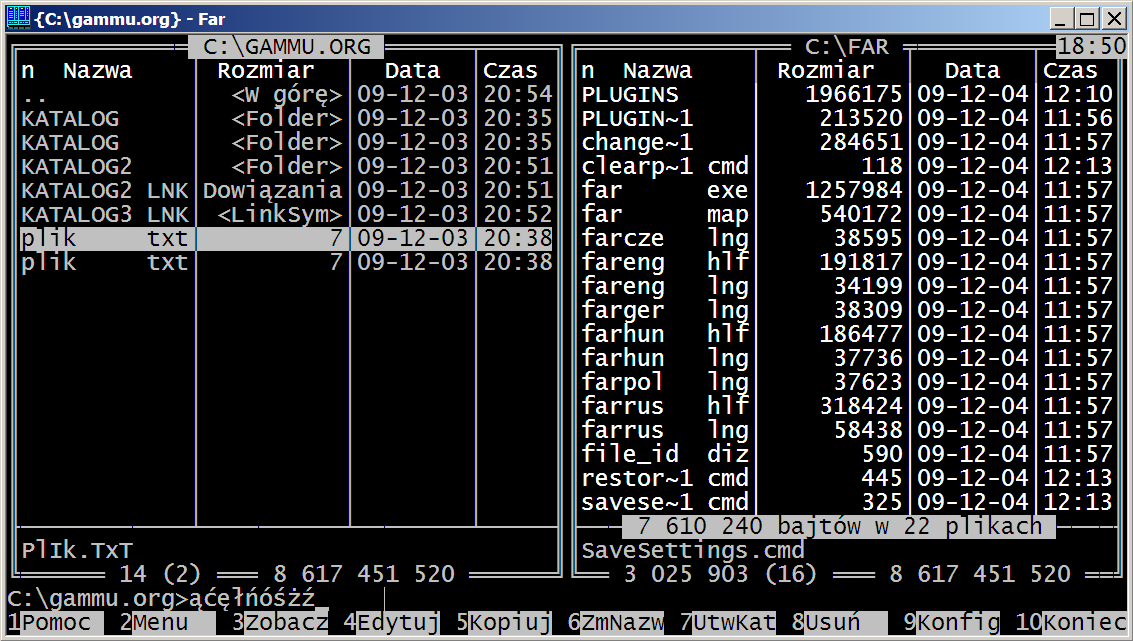 {C:\gammu.org} - Far
C:\GAMMU.ORG
n Nazwa Rozmiar Data Czas
.. <W górę> 09-12-03 20:54
KATALOG <Folder> 09-12-03 20:35
KATALOG <Folder> 09-12-03 20:35
KATALOG2 <Folder> 09-12-03 20:51
KATALOG2 LNK Dowiązania 09-12-03 20:51
KATALOG3 LNK <LinkSym> 09-12-03 20:52
plik txt 7 09-12-03 20:38
plik txt 7 09-12-03 20:38
PlIk.TxT
14 (2) 8 617 451 520
C:\FAR 18:50
n Nazwa Rozmiar Data Czas
PLUGINS 1966175 09-12-04 12:10
PLUGIN~1 213520 09-12-04 11:56
change~1 284651 09-12-04 11:57
clearp~1 cmd 118 09-12-04 12:13
far exe 1257984 09-12-04 11:57
far map 540172 09-12-04 11:57
farcze lng 38595 09-12-04 11:57
fareng hlf 191817 09-12-04 11:57
fareng lng 34199 09-12-04 11:57
farger lng 38309 09-12-04 11:57
farhun hlf 186477 09-12-04 11:57
farhun lng 37736 09-12-04 11:57
farpol lng 37623 09-12-04 11:57
farrus hlf 318424 09-12-04 11:57
farrus lng 58438 09-12-04 11:57
file_id diz 590 09-12-04 11:57
restor~1 cmd 445 09-12-04 12:13
savese~1 cmd 325 09-12-04 12:13
7 610 240 bajtów w 22 plikach
SaveSettings.cmd
3 025 903 (16) 8 617 451 520
C:\gammu.org>ąćęłńóśżź_
1Pomoc 2Menu 3Zobacz 4Edytuj 5Kopiuj 6ZmNazw 7UtwKat 8Usuń 9Konfig 10Koniec